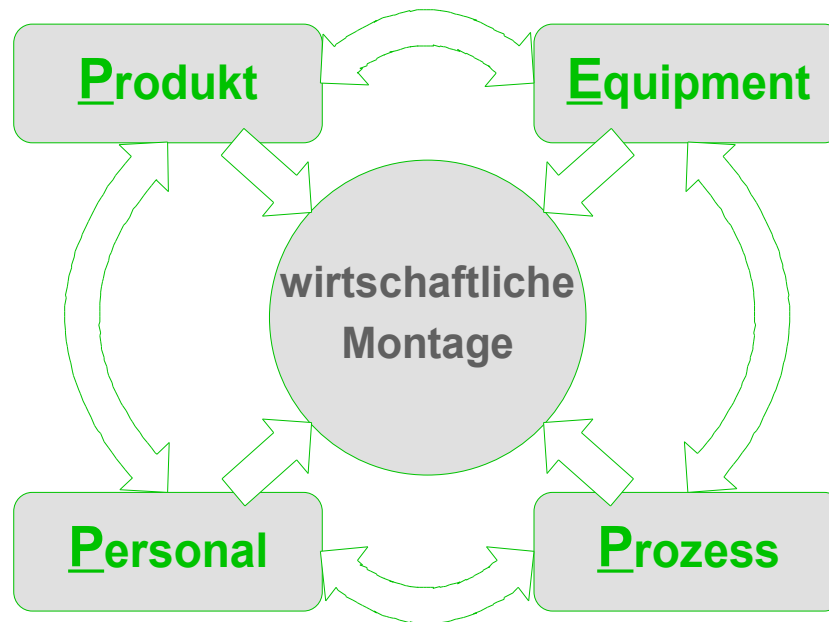 Produkt
Equipment
wirtschaftliche
Montage
Personal
Prozess